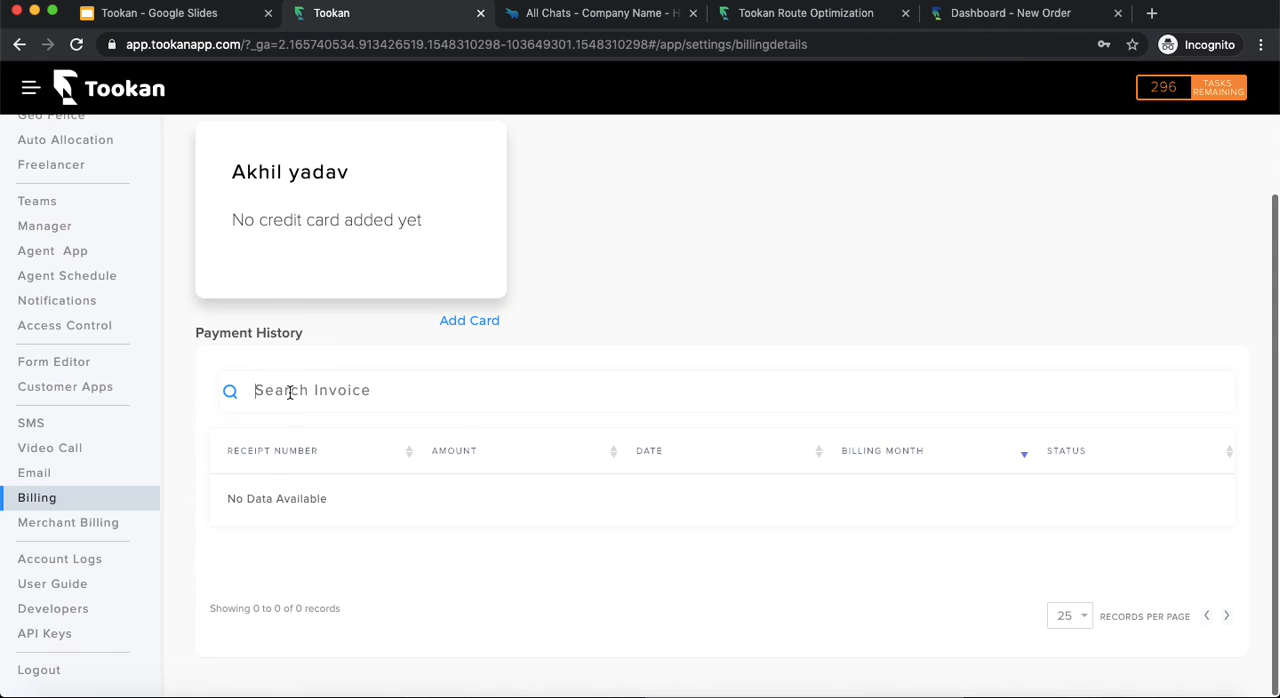 Tookan - Google Slides
Tookan
All Chats - Company Name - H
Tookan Route Optimization
Dashboard - New Order
app.tookanapp.com/?_ga=2.165740534.913426519.1548310298-103649301.1548310298#/app/settings/billingdetails
Incognito
Tookan
296
TASKS
REMAINING
Geo Fence
Auto Allocation
Freelancer
Teams
Manager
Agent App
Agent Schedule
Notifications
Access Control
Form Editor
Customer Apps
SMS
Video Call
Email
Billing
Merchant Billing
Account Logs
User Guide
Developers
API Keys
Logout
Akhil yadav
No credit card added yet
Add Card
Payment History
Search Invoice
RECEIPT NUMBER AMOUNT DATE BILLING MONTH STATUS
No Data Available
Showing 0 to 0 of 0 records
25 RECORDS PER PAGE